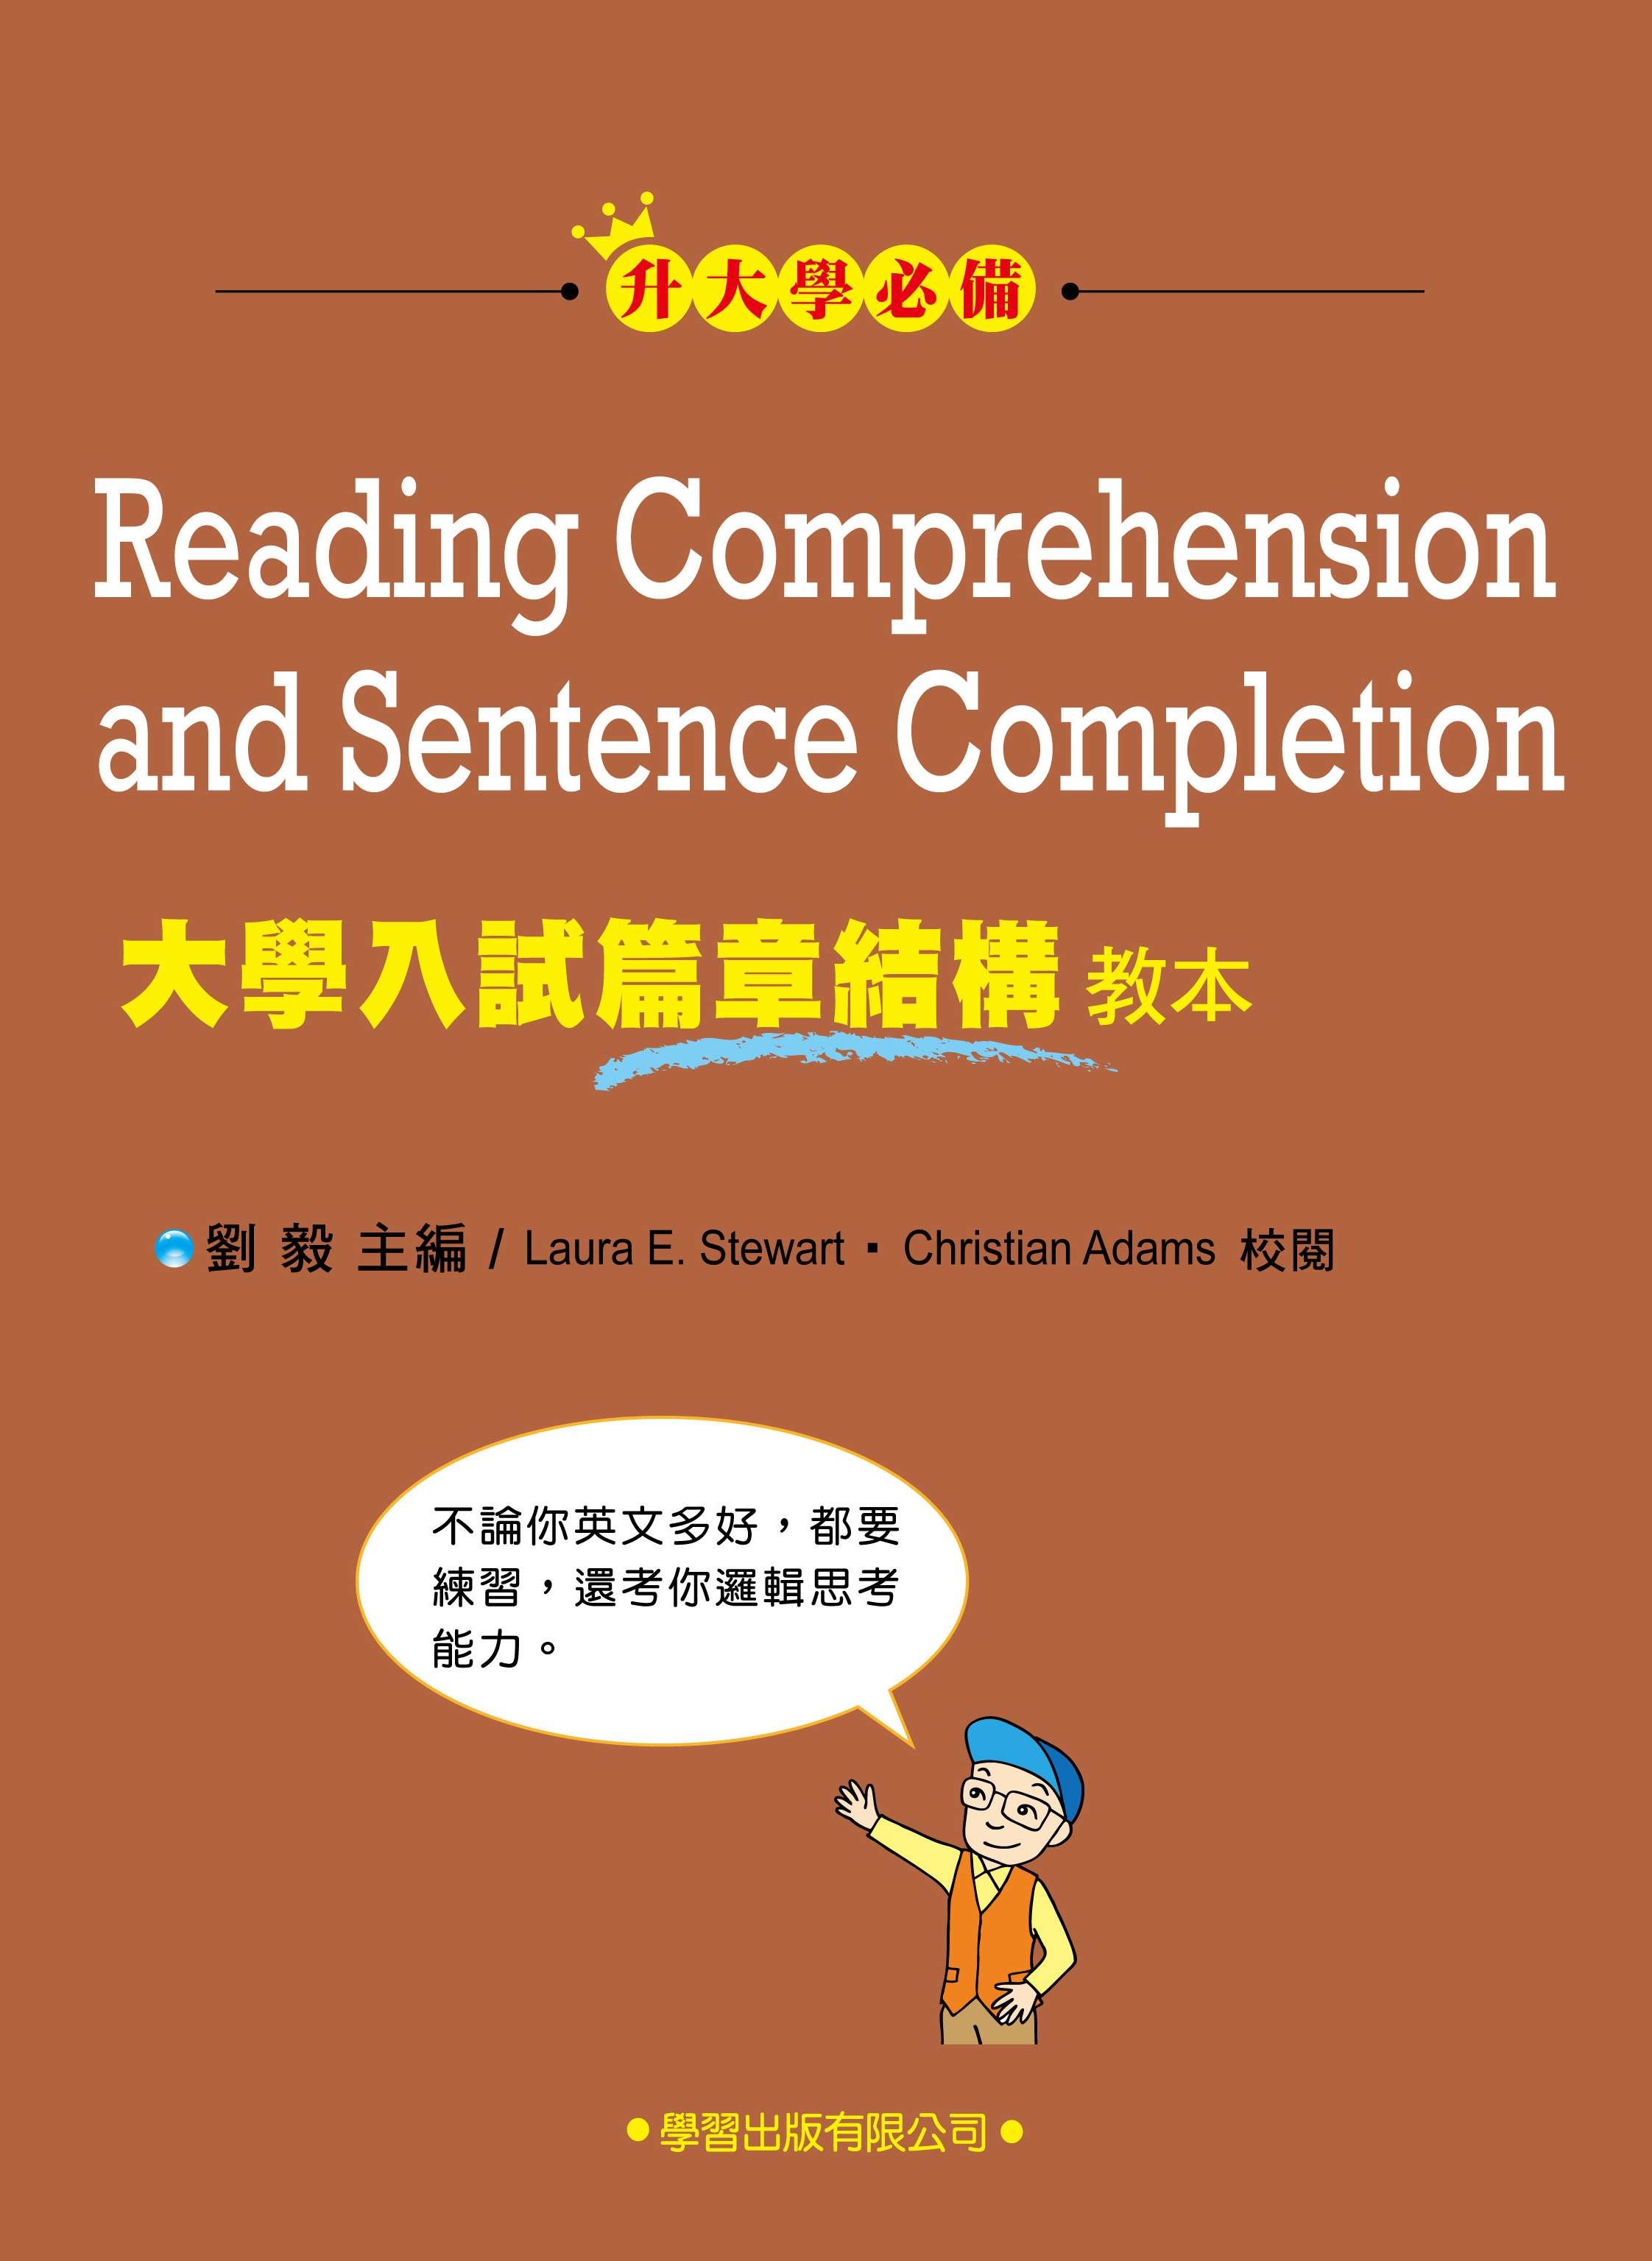 升大學必備
Reading Comprehension
and Sentence Completion
大學入試篇章結構 教本
劉 毅 主編 / Laura E. Stewart ▪ Christian Adams 校閱
不論你英文多好，都要
練習，還考你邏輯思考
能力。
●學習出版有限公司●